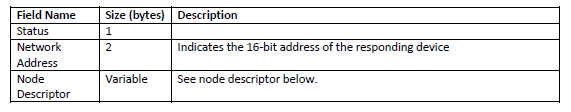 Field Name Size (bytes) Description
Status 1
Network Address 2 Indicates the 16-bit address of the responding device
Node Descriptor Variable See node descriptor below.